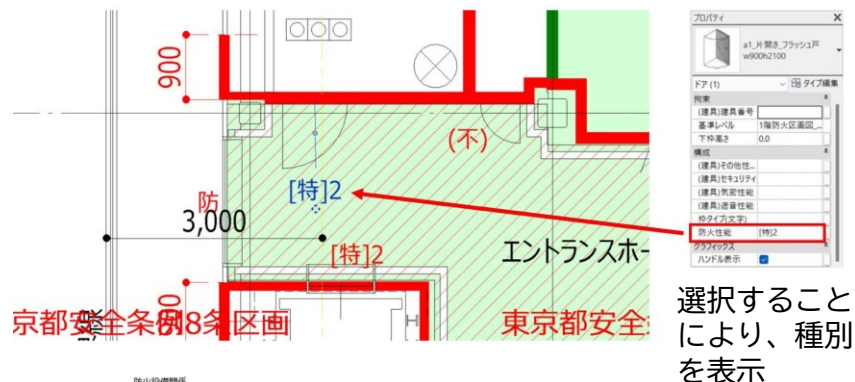 900
(不)
[特]2
防
3,000
[特]2
エントランスホー
京都安全条例8条区画
東京都安全
プロパティ
a1_片開き_フラッシュ戸
w900h2100
ドア (1)
タイプ編集
拘束
(建具)建具番号
基準レベル 1階防火区画図_...
下枠高さ 0.0
構成
(建具)その他性...
(建具)セキュリティ
(建具)気密性能
(建具)遮音性能
枠タイプ(文字)
防火性能 [特]2
グラフィックス
ハンドル表示
選択すること
により、種別
を表示